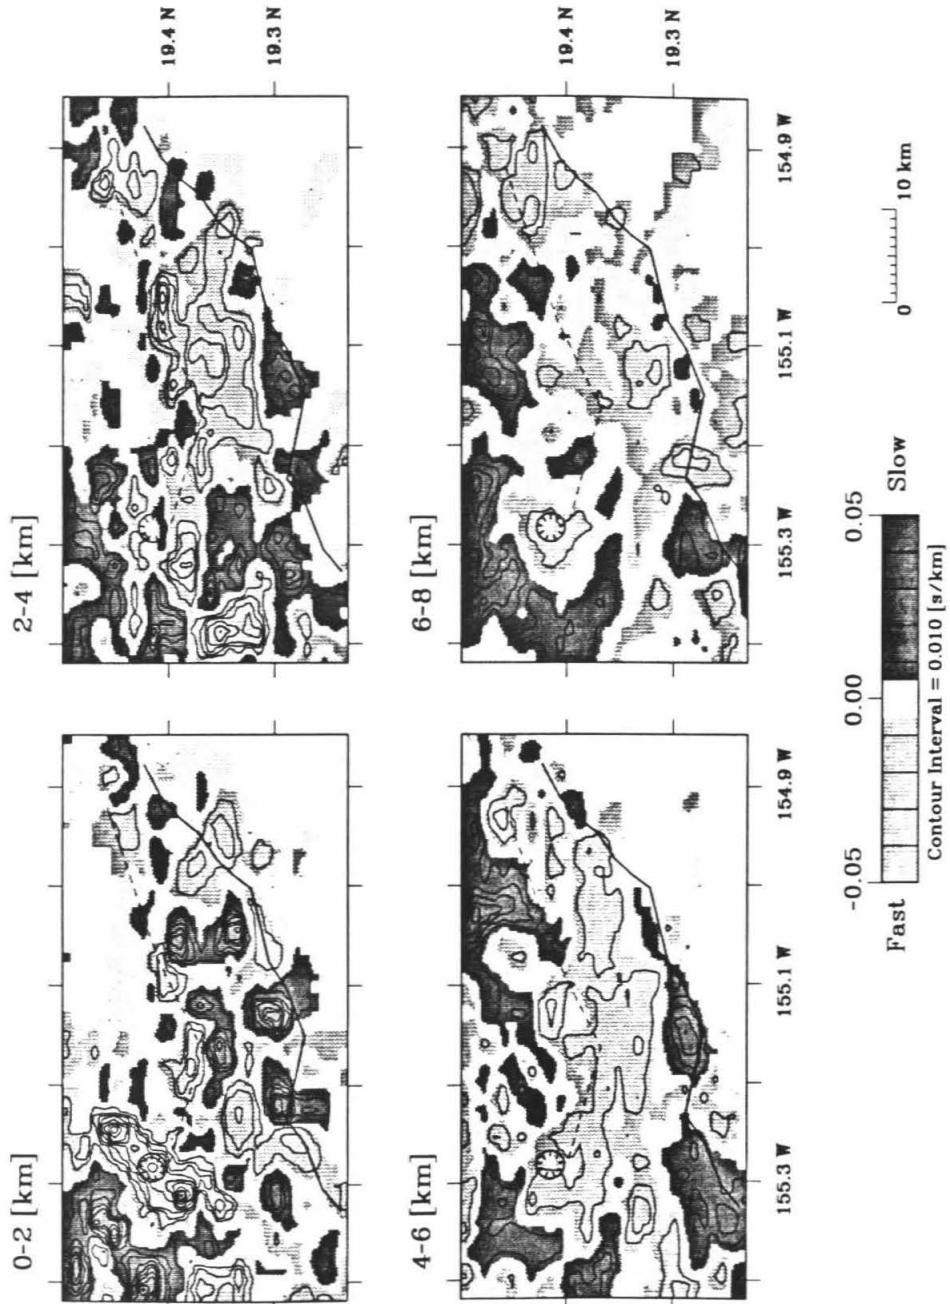 0-2 [km]
2-4 [km]
19.4 N
19.3 N
4-6 [km]
6-8 [km]
19.4 N
19.3 N
155.3 W
155.1 W
154.9 W
155.3 W
155.1 W
154.9 W
-0.05
0.00
0.05
Fast
Slow
Contour Interval = 0.010 [s/km]
0
10 km